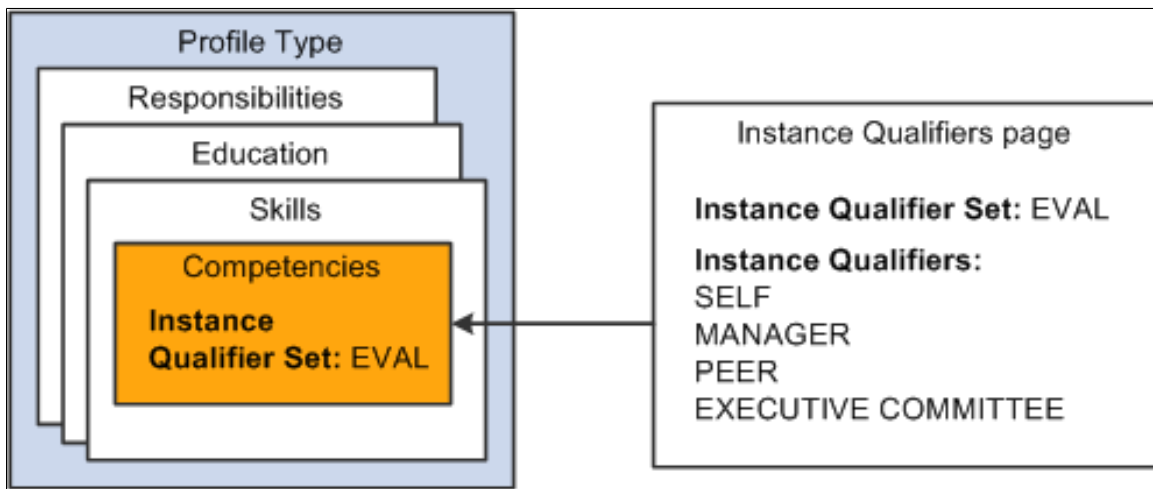 Profile Type
Responsibilities
Education
Skills
Competencies
Instance
Qualifier Set: EVAL
Instance Qualifiers page
Instance Qualifier Set: EVAL
Instance Qualifiers:
SELF
MANAGER
PEER
EXECUTIVE COMMITTEE